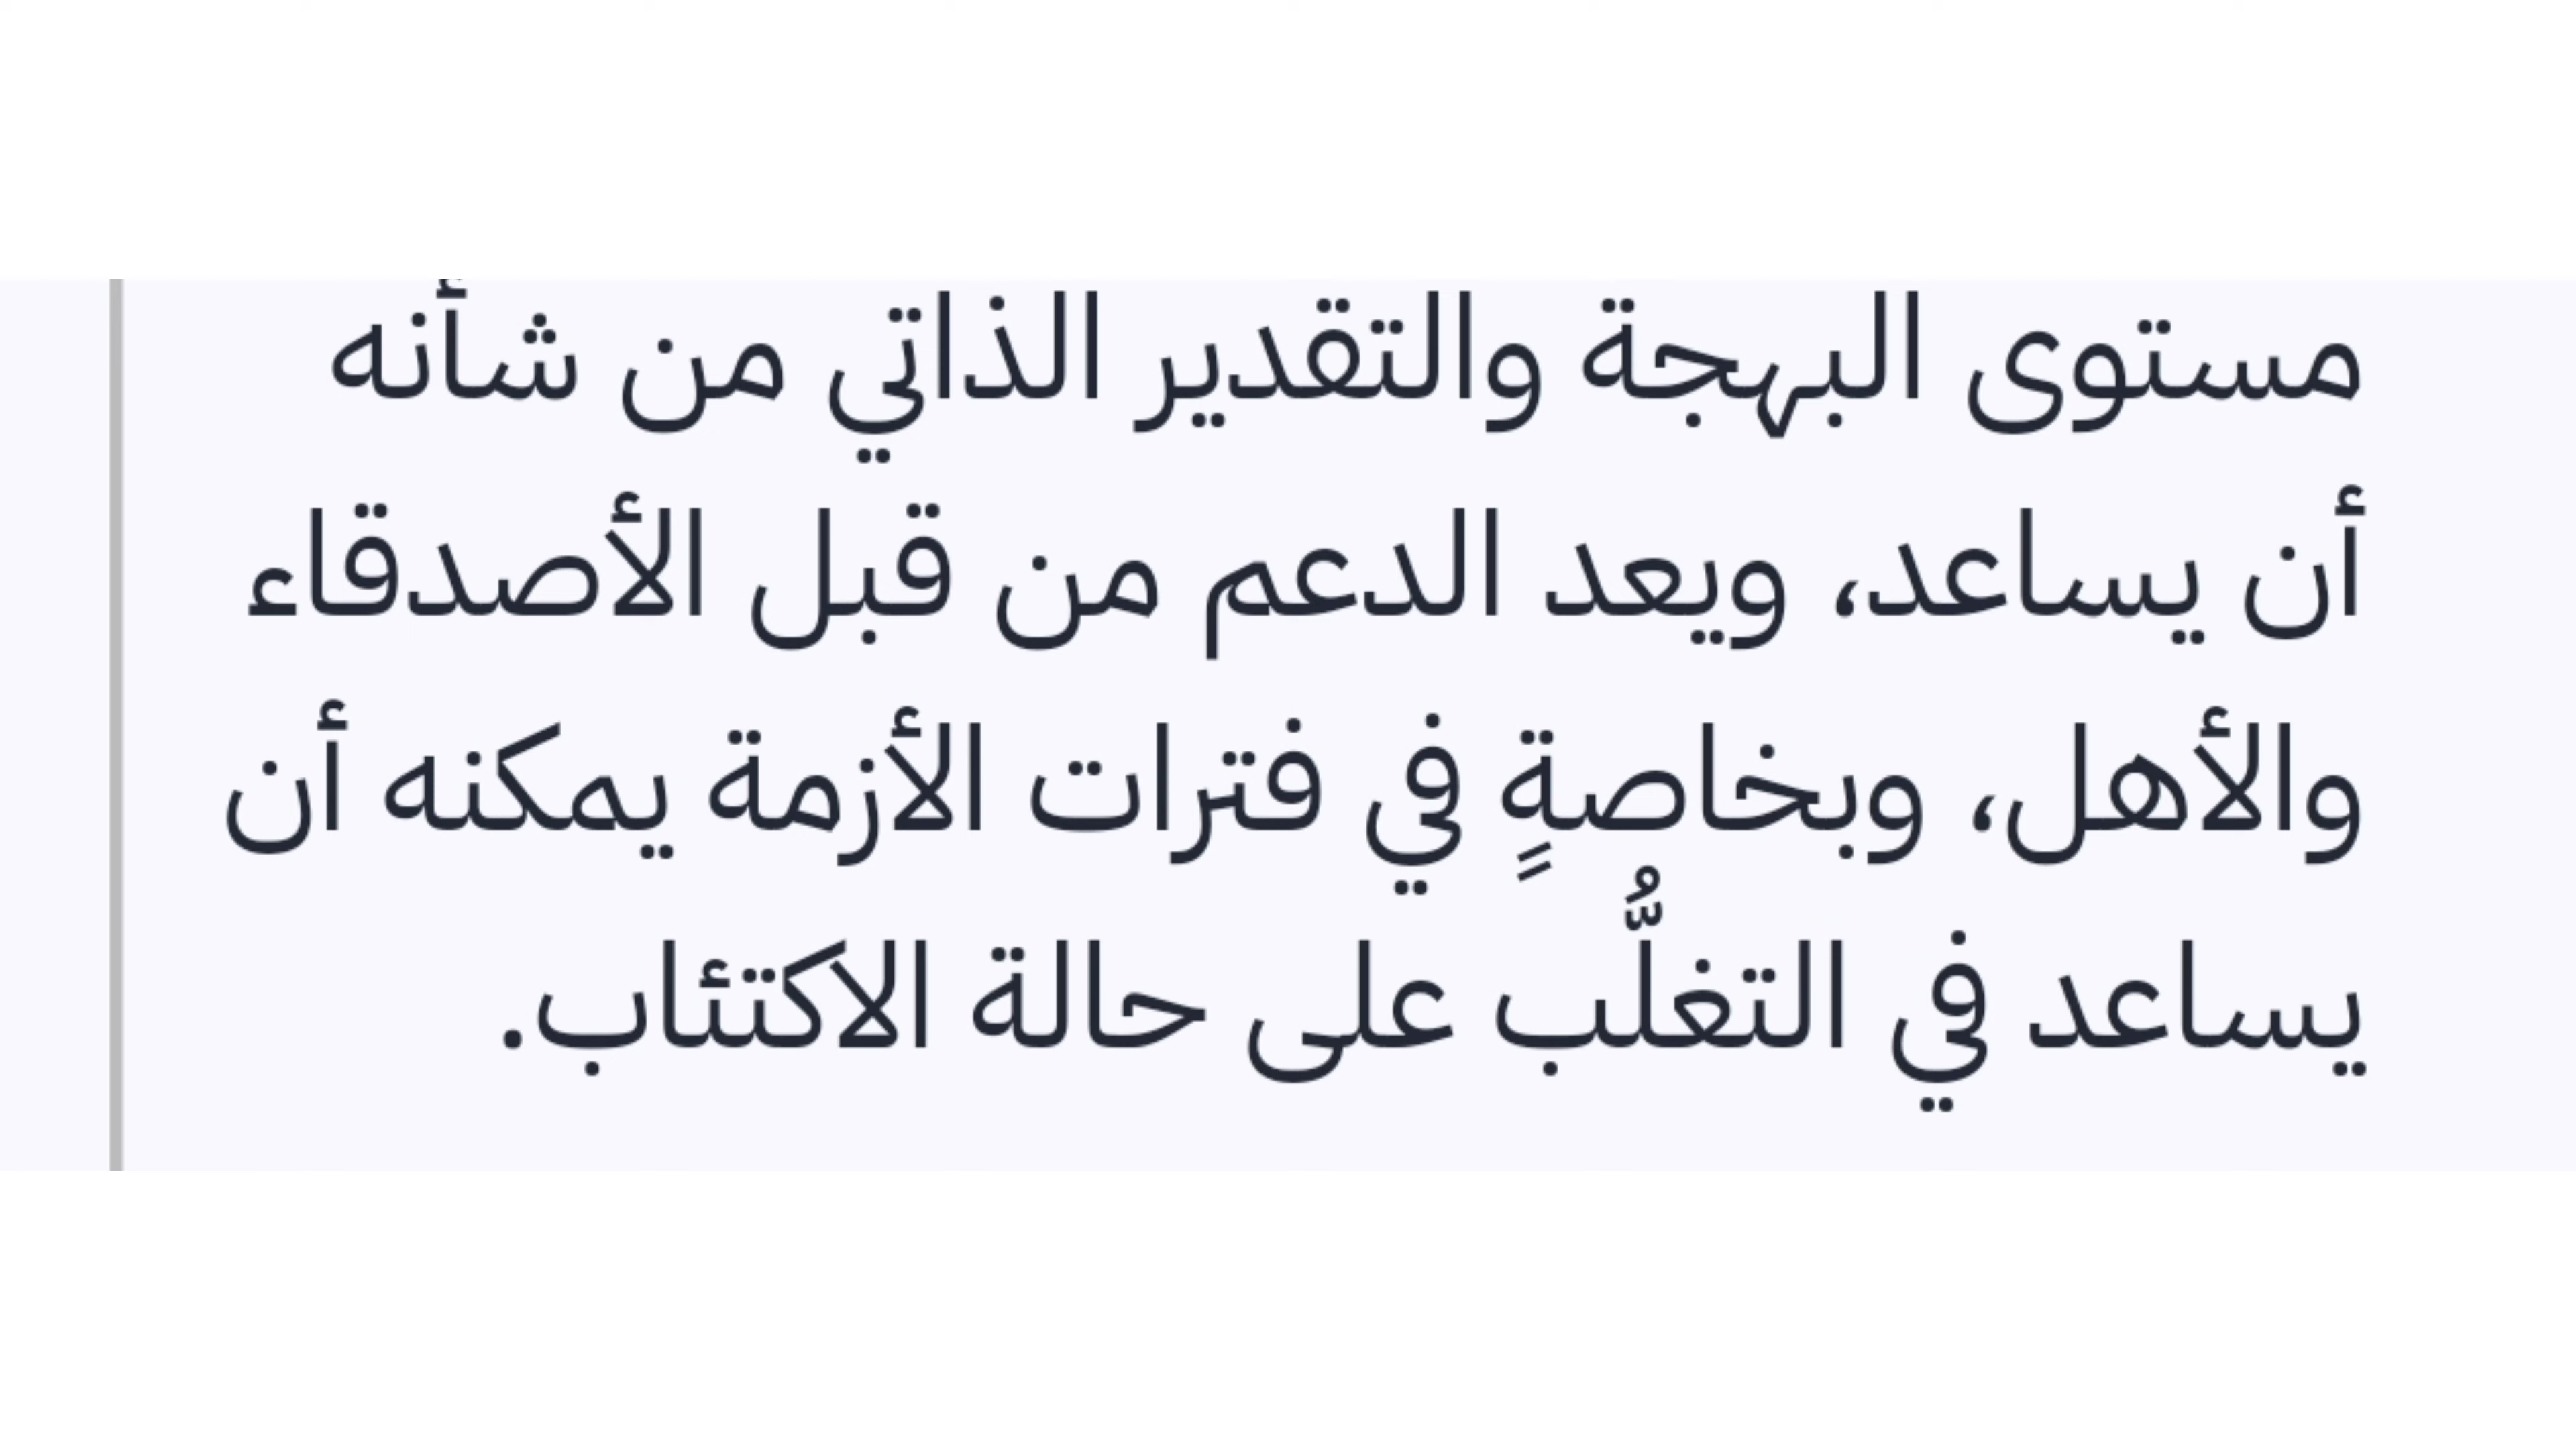 مستوى البهجة والتقدير الذاتي من شأنه
أن يساعد، ويعد الدعم من قبل الأصدقاء
والأهل، وبخاصةٍ في فترات الأزمة يمكنه أن
يساعد في التغلُّب على حالة الاكتئاب.